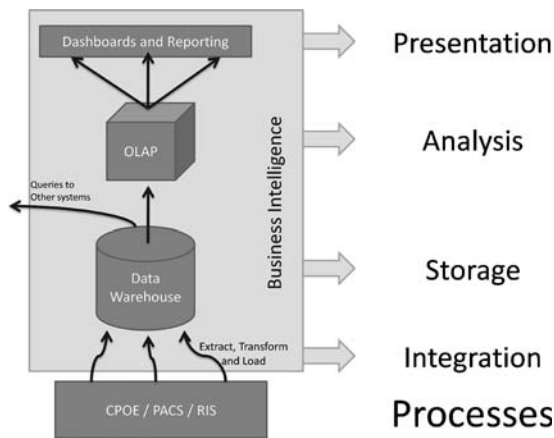 Dashboards and Reporting
Presentation
OLAP
Analysis
Queries to
Other systems
Business Intelligence
Data
Warehouse
Storage
Extract, Transform
and Load
Integration
CPOE / PACS / RIS
Processes